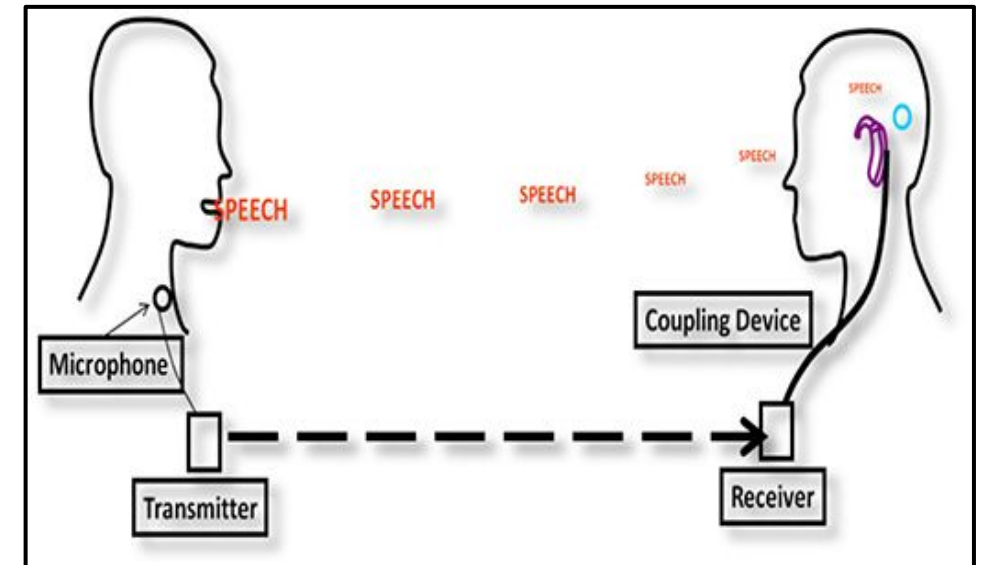 SPEECH
SPEECH
SPEECH
SPEECH
SPEECH
SPEECH
Coupling Device
Microphone
Transmitter
Receiver